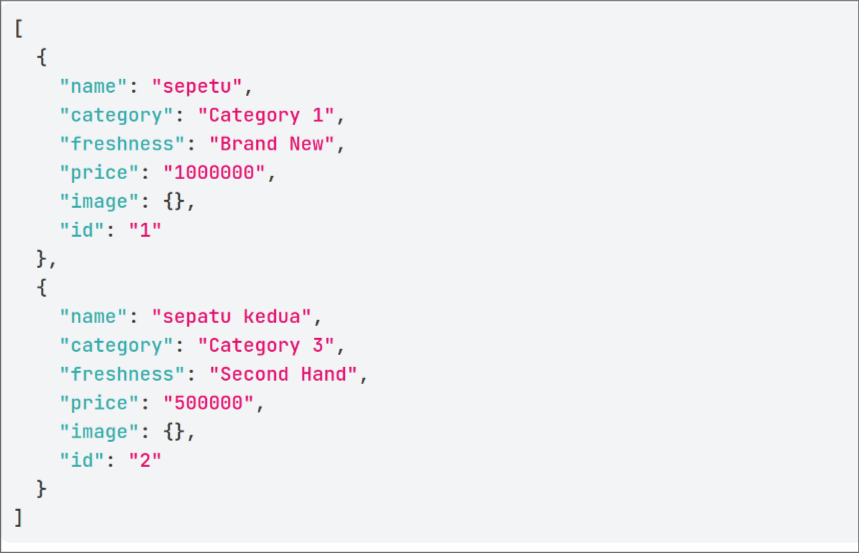 [
  {
    "name": "sepetu",
    "category": "Category 1",
    "freshness": "Brand New",
    "price": "1000000",
    "image": {},
    "id": "1"
  },
  {
    "name": "sepatu kedua",
    "category": "Category 3",
    "freshness": "Second Hand",
    "price": "500000",
    "image": {},
    "id": "2"
  }
]